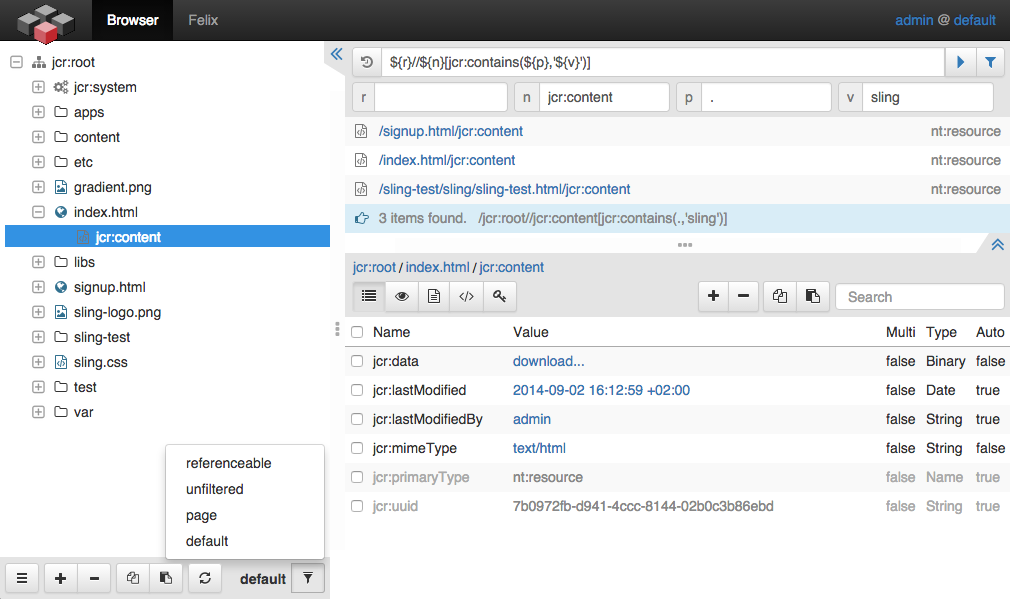 Browser Felix admin @ default
jcr:root
jcr:system
apps
content
etc
gradient.png
index.html
jcr:content
libs
signup.html
sling-logo.png
sling-test
sling.css
test
var
referenceable
unfiltered
page
default
default
${r}//${n}[jcr:contains(${p},'${v}')]
r n jcr:content p . v sling
/signup.html/jcr:content nt:resource
/index.html/jcr:content nt:resource
/sling-test/sling/sling-test.html/jcr:content nt:resource
3 items found. /jcr:root//jcr:content[jcr:contains(.,'sling')]
jcr:root / index.html / jcr:content
Search
Name Value Multi Type Auto
jcr:data download... false Binary false
jcr:lastModified 2014-09-02 16:12:59 +02:00 false Date true
jcr:lastModifiedBy admin false String true
jcr:mimeType text/html false String false
jcr:primaryType nt:resource false Name true
jcr:uuid 7b0972fb-d941-4ccc-8144-02b0c3b86ebd false String true